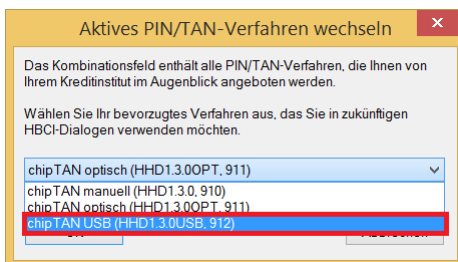 Aktives PIN/TAN-Verfahren wechseln
Das Kombinationsfeld enthält alle PIN/TAN-Verfahren, die Ihnen von
Ihrem Kreditinstitut im Augenblick angeboten werden.
Wählen Sie Ihr bevorzugtes Verfahren aus, das Sie in zukünftigen
HBCI-Dialogen verwenden möchten.
chipTAN optisch (HHD1.3.0OPT, 911)
chipTAN manuell (HHD1.3.0, 910)
chipTAN optisch (HHD1.3.0OPT, 911)
chipTAN USB (HHD1.3.0USB, 912)